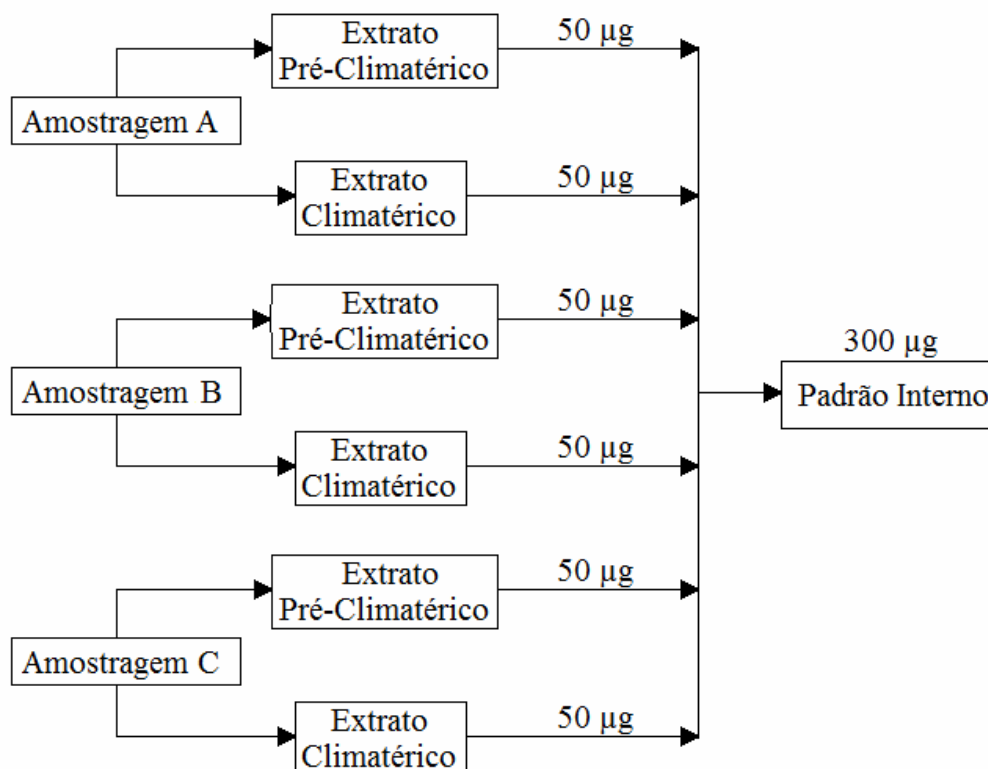 Extrato
Pré-Climatérico
50 µg
Amostragem A
Extrato
Climatérico
50 µg
Extrato
Pré-Climatérico
50 µg
Amostragem B
Extrato
Climatérico
50 µg
300 µg
Padrão Interno
Extrato
Pré-Climatérico
50 µg
Amostragem C
Extrato
Climatérico
50 µg